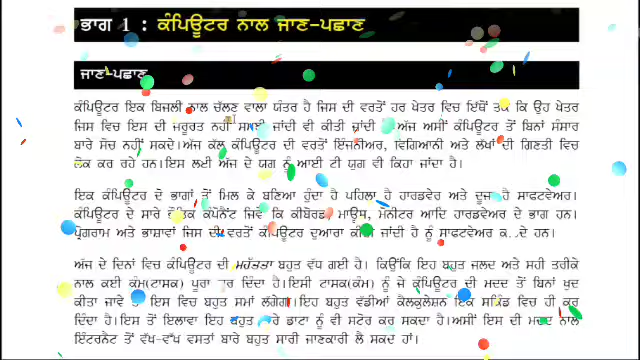 ਭਾਗ 1 : ਕੰਪਿਊਟਰ ਨਾਲ ਜਾਣ-ਪਛਾਣ
ਜਾਣ-ਪਛਾਣ
ਕੰਪਿਊਟਰ ਇਕ ਬਿਜਲੀ ਨਾਲ ਚੱਲਣ ਵਾਲਾ ਯੰਤਰ ਹੈ ਜਿਸ ਦੀ ਵਰਤੋਂ ਹਰ ਖੇਤਰ ਵਿਚ ਇਥੋਂ ਤਕ ਕਿ ਉਹ ਖੇਤਰ
ਜਿਸ ਵਿਚ ਇਸ ਦੀ ਜਰੂਰਤ ਨਹੀਂ ਸਮਝੀ ਜਾਂਦੀ ਵੀ ਕੀਤੀ ਜਾਂਦੀ ਹੈ। ਅੱਜ ਅਸੀਂ ਕੰਪਿਊਟਰ ਤੋਂ ਬਿਨਾਂ ਸੰਸਾਰ
ਬਾਰੇ ਸੋਚ ਨਹੀਂ ਸਕਦੇ।ਅੱਜ ਕੱਲ ਕੰਪਿਊਟਰ ਦੀ ਵਰਤੋਂ ਇੰਜਨੀਅਰ, ਵਿਗਿਆਨੀ ਅਤੇ ਲੱਖਾਂ ਦੀ ਗਿਣਤੀ ਵਿਚ
ਲੋਕ ਕਰ ਰਹੇ ਹਨ।ਇਸ ਲਈ ਅੱਜ ਦੇ ਯੁਗ ਨੂੰ ਆਈ ਟੀ ਯੁਗ ਵੀ ਕਿਹਾ ਜਾਂਦਾ ਹੈ।
ਇਕ ਕੰਪਿਊਟਰ ਦੋ ਭਾਗਾਂ ਤੋਂ ਮਿਲ ਕੇ ਬਣਿਆ ਹੁੰਦਾ ਹੈ ਪਹਿਲਾ ਹੈ ਹਾਰਡਵੇਰ ਅਤੇ ਦੂਜਾ ਹੈ ਸਾਫਟਵੇਅਰ।
ਕੰਪਿਊਟਰ ਦੇ ਸਾਰੇ ਭੌਤਿਕ ਕੰਪੋਨੈਂਟ ਜਿਵੇਂ ਕਿ ਕੀਬੋਰਡ, ਮਾਊਸ, ਮੋਨੀਟਰ ਆਦਿ ਹਾਰਡਵੇਅਰ ਦੇ ਭਾਗ ਹਨ।
ਪ੍ਰੋਗਰਾਮ ਅਤੇ ਭਾਸ਼ਾਵਾਂ ਜਿਸ ਦੀ ਵਰਤੋਂ ਕੰਪਿਊਟਰ ਦੁਆਰਾ ਕੀਤੀ ਜਾਂਦੀ ਹੈ ਨੂੰ ਸਾਫਟਵੇਅਰ ਕਹਿੰਦੇ ਹਨ।
ਅੱਜ ਦੇ ਦਿਨਾਂ ਵਿਚ ਕੰਪਿਊਟਰ ਦੀ ਮਹੱਤਤਾ ਬਹੁਤ ਵੱਧ ਗਈ ਹੈ। ਕਿਉਂਕਿ ਇਹ ਬਹੁਤ ਜਲਦ ਅਤੇ ਸਹੀ ਤਰੀਕੇ
ਨਾਲ ਕਈ ਕੰਮ(ਟਾਸਕ) ਪੂਰਾ ਕਰ ਦਿੰਦਾ ਹੈ।ਇਸੀ ਟਾਸਕ(ਕੰਮ) ਨੂੰ ਜੇ ਕੰਪਿਊਟਰ ਦੀ ਮਦਦ ਤੋਂ ਬਿਨਾਂ ਖੁਦ
ਕੀਤਾ ਜਾਵੇ ਤੇ ਇਸ ਵਿਚ ਬਹੁਤ ਸਮਾਂ ਲੱਗੇਗਾ।ਇਹ ਬਹੁਤ ਵੱਡੀਆਂ ਕੈਲਕੁਲੇਸ਼ਨ ਇਕ ਸਕਿੰਡ ਵਿਚ ਹੀ ਕਰ
ਦਿੰਦਾ ਹੈ।ਇਸ ਤੋਂ ਇਲਾਵਾ ਇਹ ਬਹੁਤ ਸਾਰੇ ਡਾਟਾ ਨੂੰ ਵੀ ਸਟੋਰ ਕਰ ਸਕਦਾ ਹੈ।ਅਸੀਂ ਇਸ ਦੀ ਮਦਦ ਨਾਲ
ਇੰਟਰਨੈਟ ਤੋਂ ਵੱਖ-ਵੱਖ ਵਸਤਾਂ ਬਾਰੇ ਬਹੁਤ ਸਾਰੀ ਜਾਣਕਾਰੀ ਲੈ ਸਕਦ ਹਾਂ।